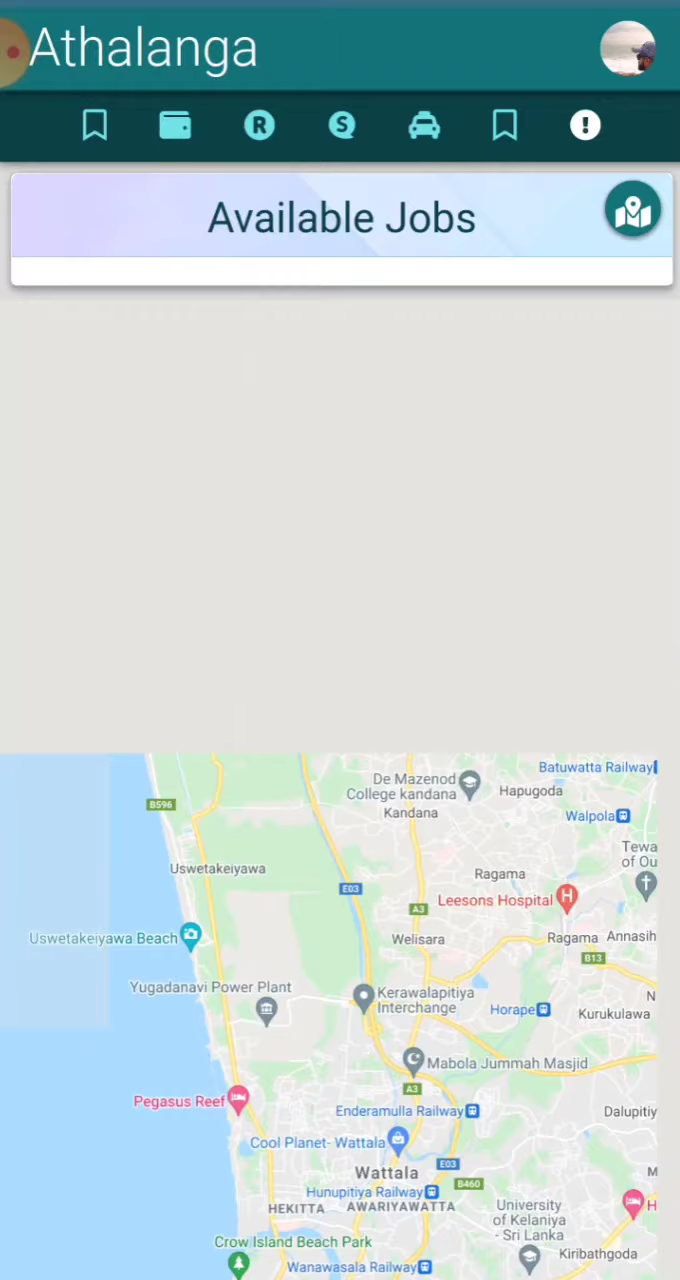 Athalanga
R
S
Available Jobs
Batuwatta Railway
De Mazenod
College kandana
Hapugoda
B596
Kandana
Walpola
Tewa
of Ou
Uswetakeiyawa
Ragama
E03
Leesons Hospital
H
A3
Uswetakeiyawa Beach
Welisara
Ragama
Annasih
B13
Yugadanavi Power Plant
Kerawalapitiya
Interchange
N
Horape
Kurukulawa
Mabola Jummah Masjid
A3
Pegasus Reef
Enderamulla Railway
Dalupitiy
Cool Planet- Wattala
E03
Wattala
M
B460
Hunupitiya Railway
HEKITTA
AWARIYAWATTA
University
of Kelaniya
- Sri Lanka
H
Crow Island Beach Park
Kiribathgoda
Wanawasala Railway